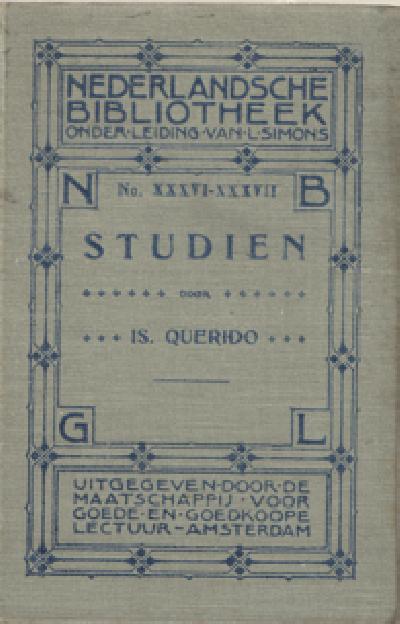 NEDERLANDSCHE
BIBLIOTHEEK
ONDER·LEIDING·VAN·L·SIMONS
N No. XXXVI-XXXVII B
STUDIEN
DOOR
IS. QUERIDO
G L
UITGEGEVEN·DOOR·DE
MAATSCHAPPIJ·VOOR
GOEDE·EN·GOEDKOOPE
LECTUUR-AMSTERDAM